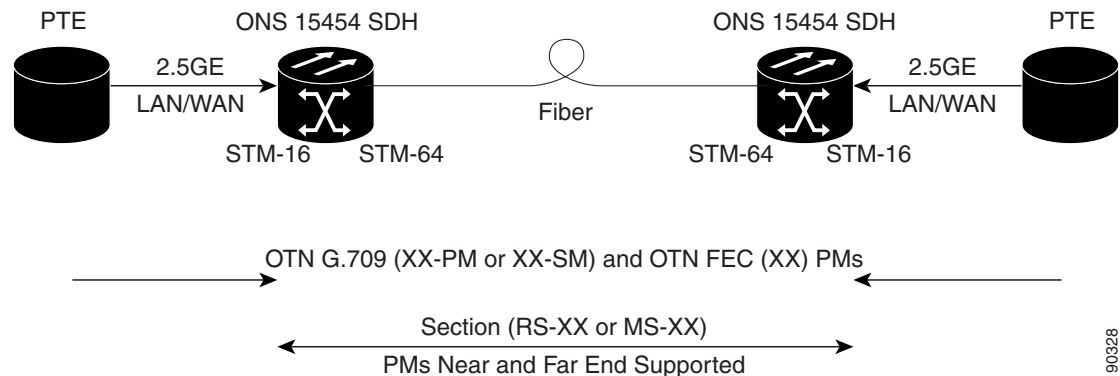 PTE
ONS 15454 SDH
ONS 15454 SDH
PTE
2.5GE
LAN/WAN
Fiber
2.5GE
LAN/WAN
STM-16
STM-64
STM-64
STM-16
OTN G.709 (XX-PM or XX-SM) and OTN FEC (XX) PMs
Section (RS-XX or MS-XX)
PMs Near and Far End Supported
90328